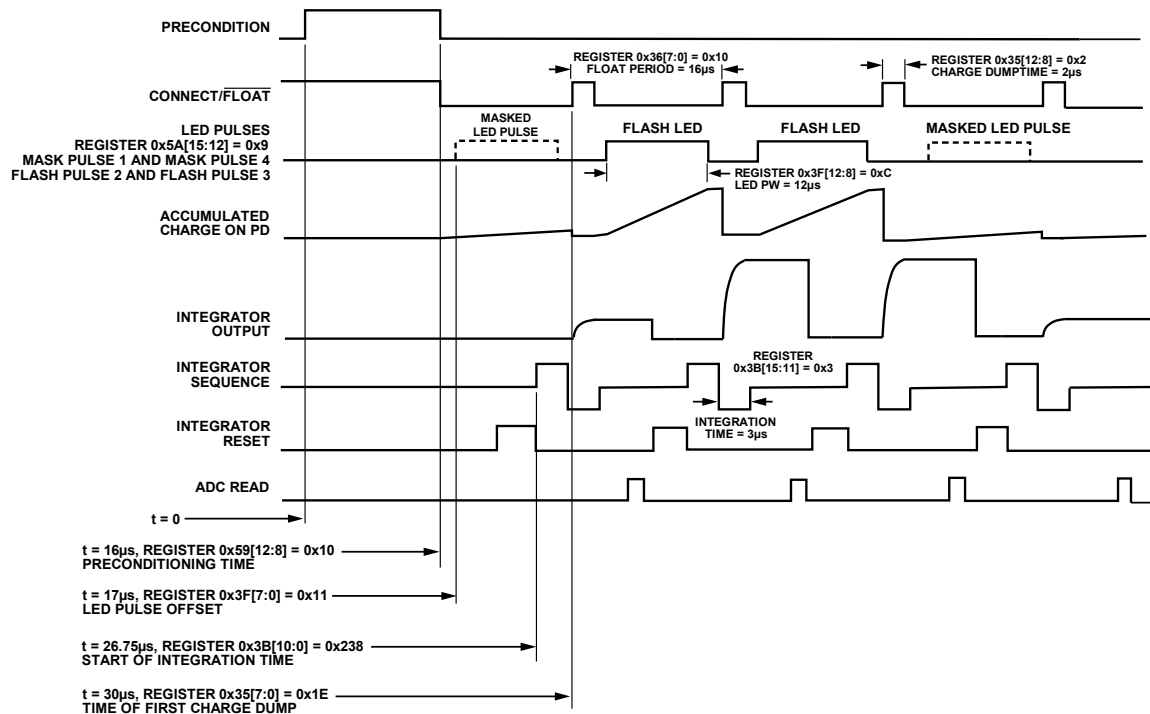 PRECONDITION
REGISTER 0x36[7:0] = 0x10
FLOAT PERIOD = 16µs
REGISTER 0x35[12:8] = 0x2
CHARGE DUMPTIME = 2µs
CONNECT/FLOAT
LED PULSES
REGISTER 0x5A[15:12] = 0x9
MASK PULSE 1 AND MASK PULSE 4
FLASH PULSE 2 AND FLASH PULSE 3
MASKED
LED PULSE
FLASH LED
FLASH LED
MASKED LED PULSE
REGISTER 0x3F[12:8] = 0xC
LED PW = 12µs
ACCUMULATED
CHARGE ON PD
INTEGRATOR
OUTPUT
INTEGRATOR
SEQUENCE
REGISTER
0x3B[15:11] = 0x3
INTEGRATION
TIME = 3µs
INTEGRATOR
RESET
ADC READ
t = 0
t = 16µs, REGISTER 0x59[12:8] = 0x10
PRECONDITIONING TIME
t = 17µs, REGISTER 0x3F[7:0] = 0x11
LED PULSE OFFSET
t = 26.75µs, REGISTER 0x3B[10:0] = 0x238
START OF INTEGRATION TIME
t = 30µs, REGISTER 0x35[7:0] = 0x1E
TIME OF FIRST CHARGE DUMP